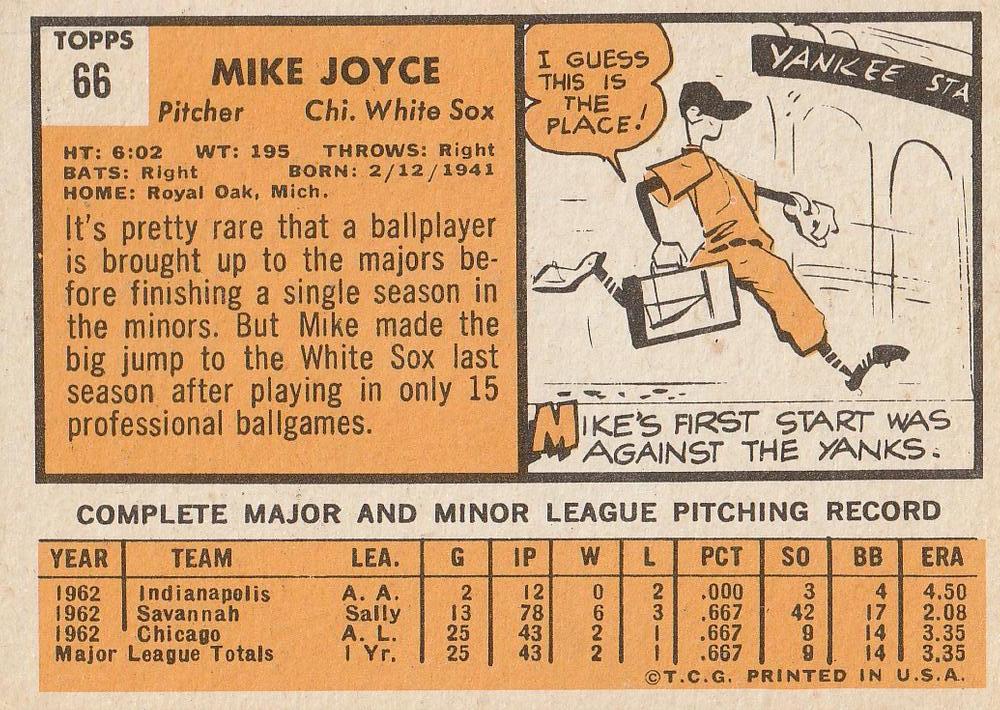 TOPPS
66
MIKE JOYCE
Pitcher Chi. White Sox
HT: 6:02 WT: 195 THROWS: Right
BATS: Right BORN: 2/12/1941
HOME: Royal Oak, Mich.
It's pretty rare that a ballplayer
is brought up to the majors be-
fore finishing a single season in
the minors. But Mike made the
big jump to the White Sox last
season after playing in only 15
professional ballgames.
I GUESS
THIS IS
THE
PLACE!
YANKEE STA
MIKE'S FIRST START WAS
AGAINST THE YANKS.
COMPLETE MAJOR AND MINOR LEAGUE PITCHING RECORD
YEAR TEAM LEA. G IP W L PCT SO BB ERA
1962 Indianapolis A. A. 2 12 0 2 .000 3 4 4.50
1962 Savannah Sally 13 78 6 3 .667 42 17 2.08
1962 Chicago A. L. 25 43 2 1 .667 9 14 3.35
Major League Totals 1 Yr. 25 43 2 1 .667 9 14 3.35
©T.C.G. PRINTED IN U.S.A.